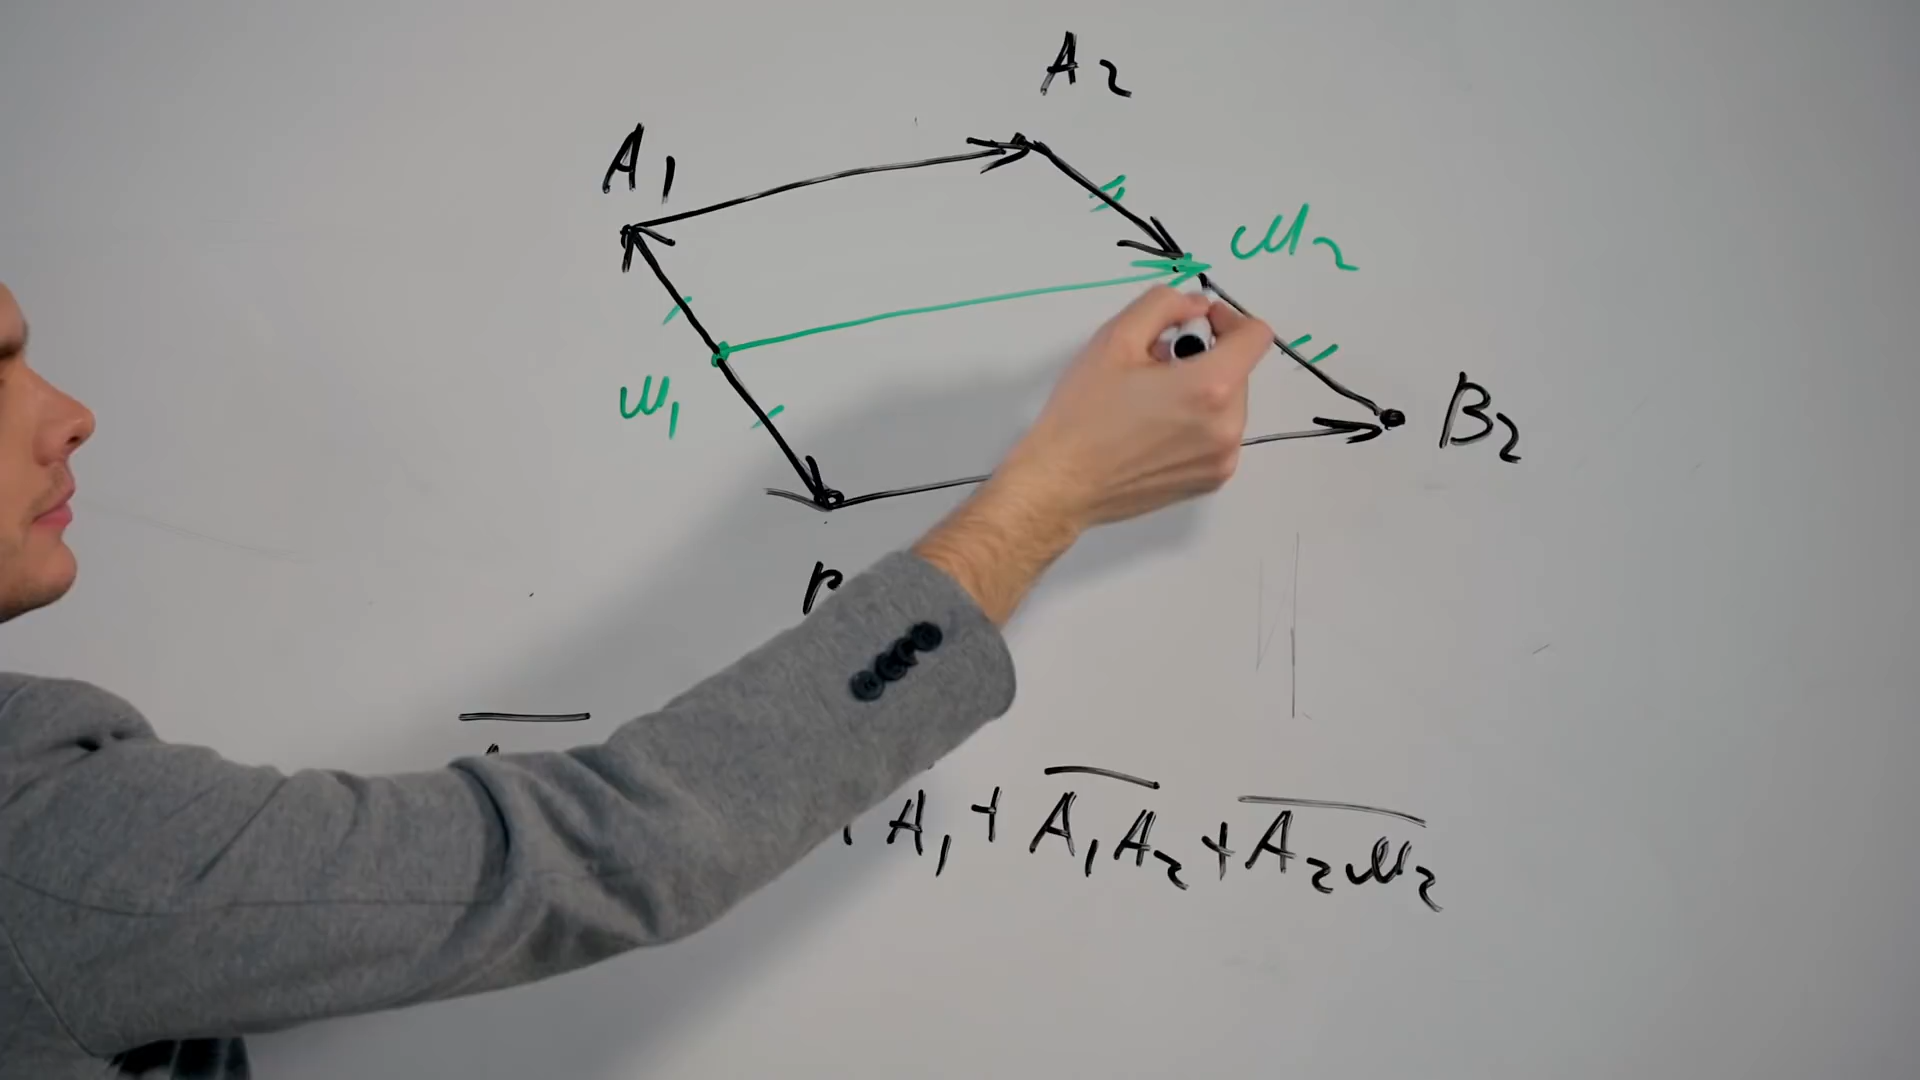 A₂
A₁
M₂
M₁
B₂
A₁ + A₁A₂ + A₂M₂